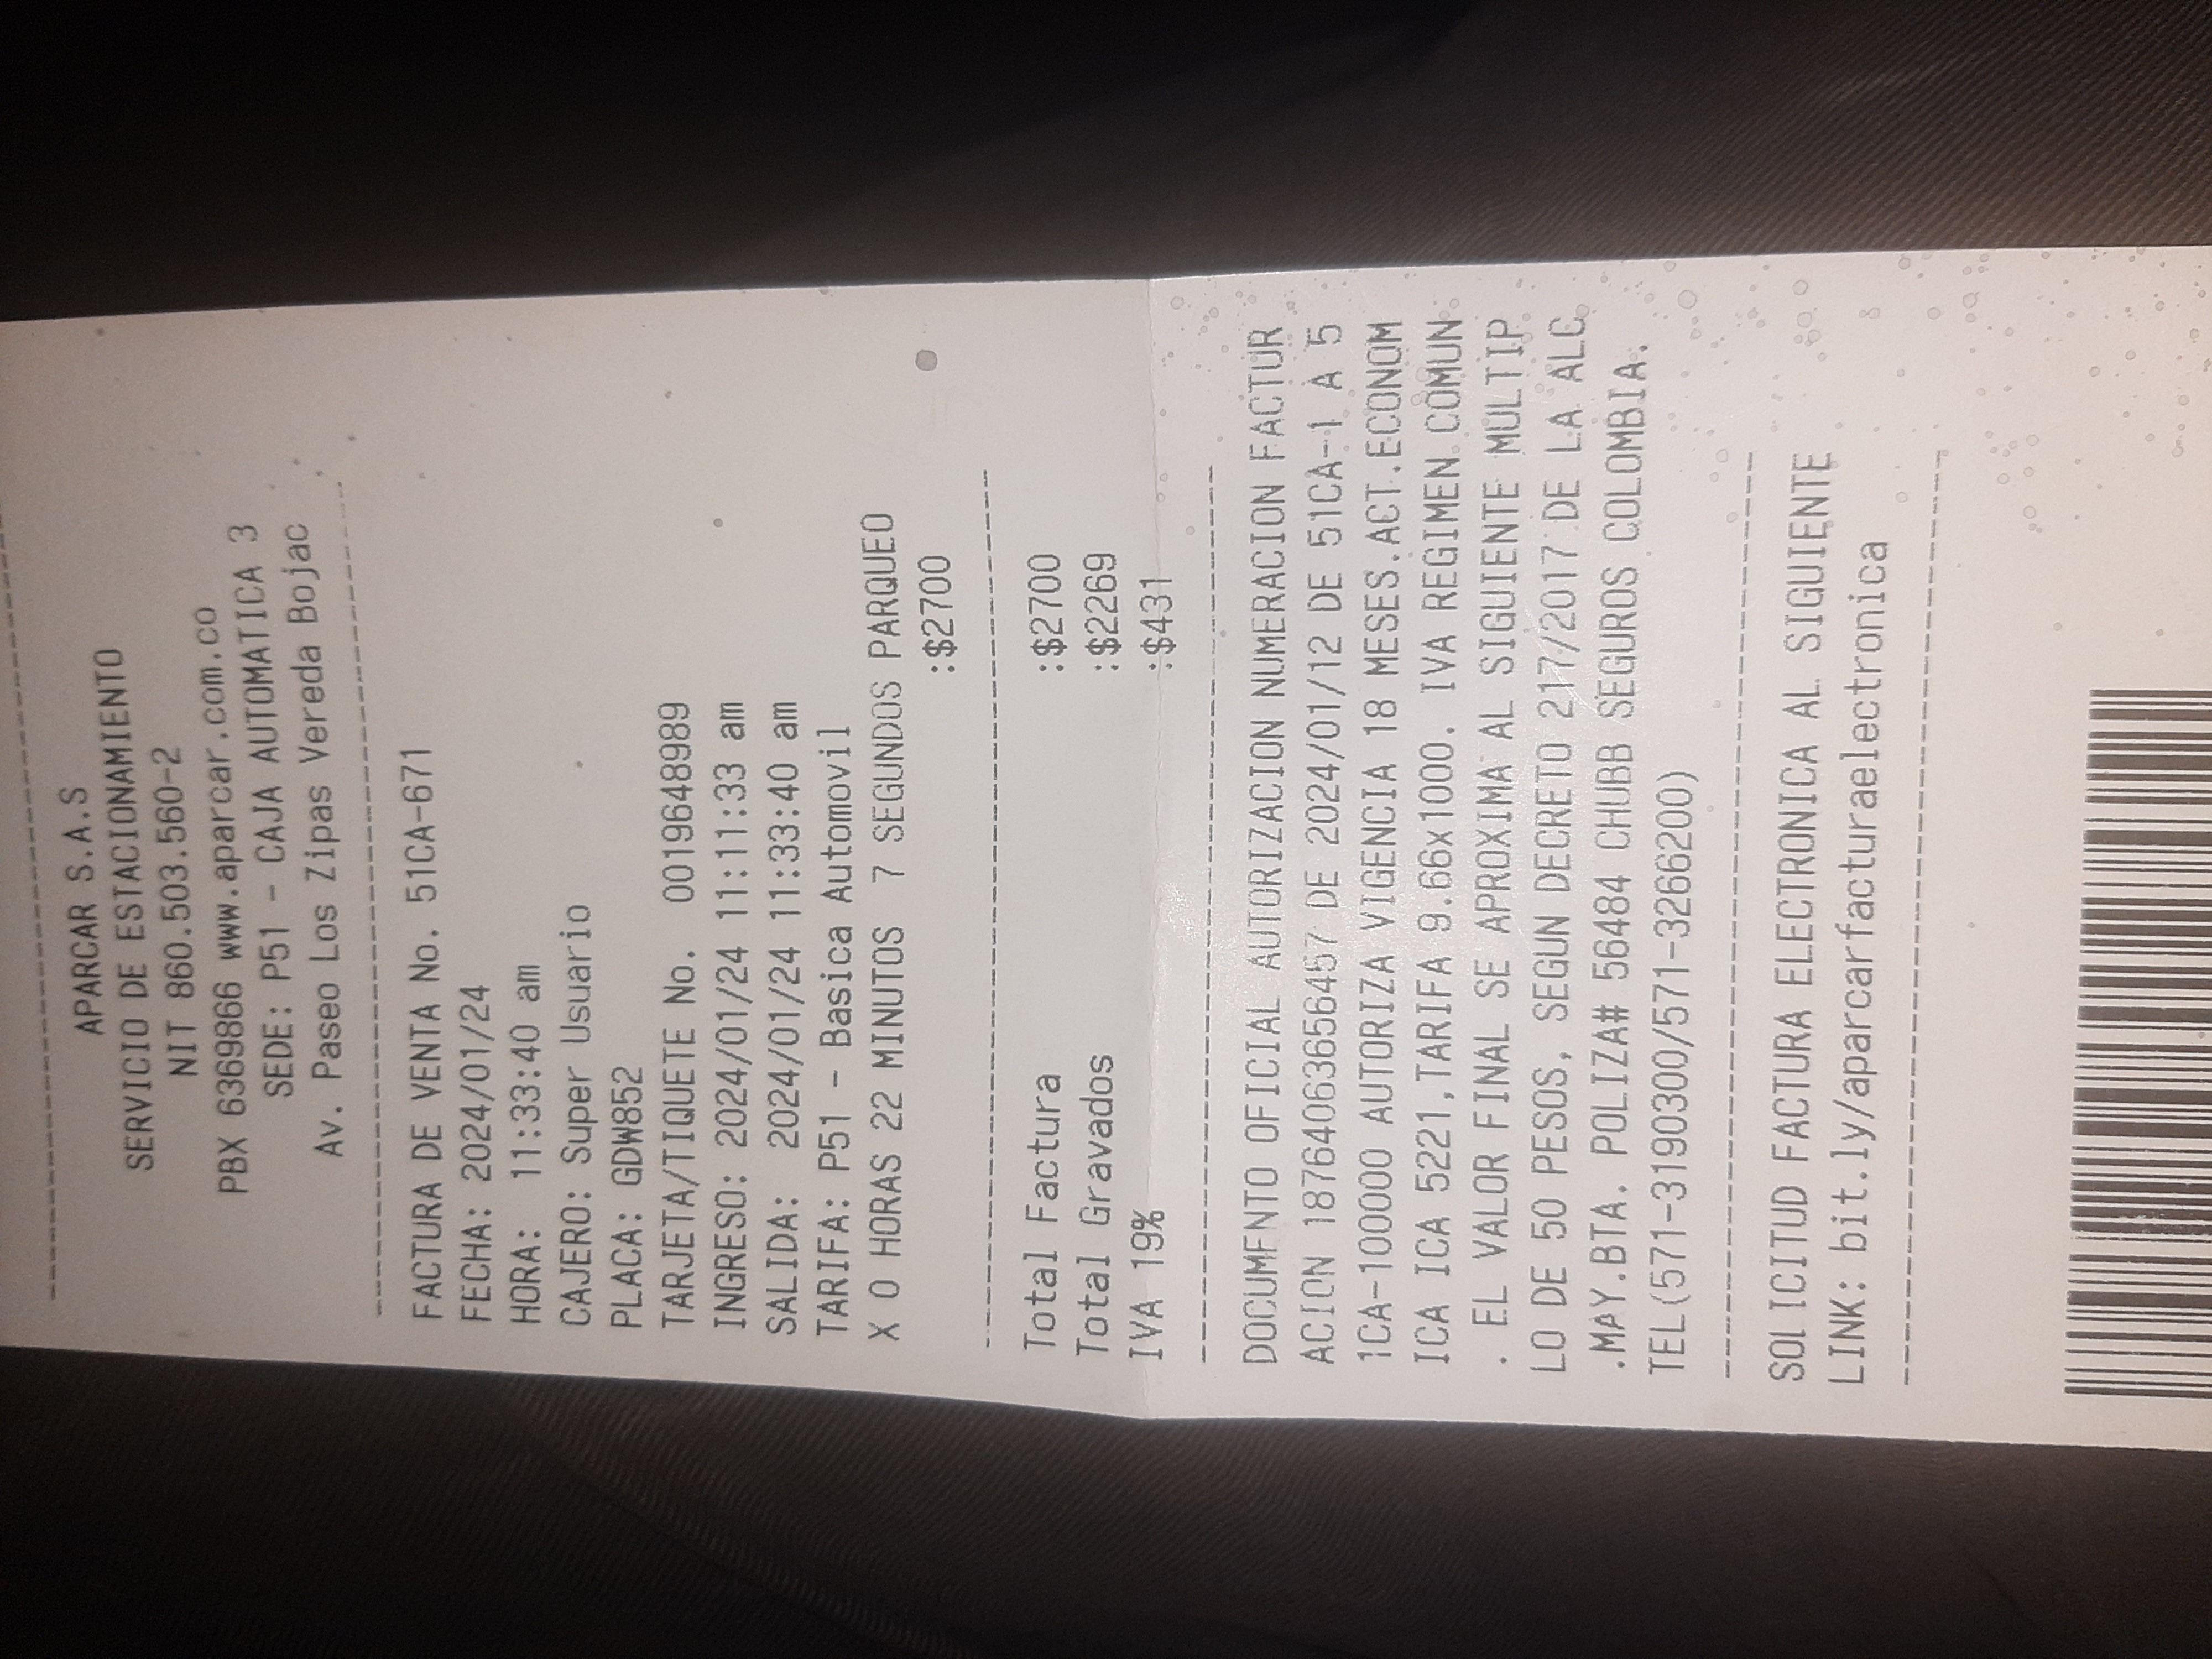 APARCAR S.A.S
SERVICIO DE ESTACIONAMIENTO
NIT 860.503.560-2
PBX 6369866 www.aparcar.com.co
SEDE: P51 - CAJA AUTOMATICA 3
Av. Paseo Los Zipas Vereda Bojac
FACTURA DE VENTA No. 51CA-671
FECHA: 2024/01/24
HORA: 11:33:40 am
CAJERO: Super Usuario
PLACA: GDW852
TARJETA/TIQUETE No. 0019648989
INGRESO: 2024/01/24 11:11:33 am
SALIDA: 2024/01/24 11:33:40 am
TARIFA: P51 - Basica Automovil
X 0 HORAS 22 MINUTOS 7 SEGUNDOS PARQUEO
:$2700
Total Factura :$2700
Total Gravados :$2269
IVA 19% :$431
DOCUMENTO OFICIAL AUTORIZACION NUMERACION FACTUR
ACION 18764063656457 DE 2024/01/12 DE 51CA-1 A 5
1CA-100000 AUTORIZA VIGENCIA 18 MESES.ACT.ECONOM
ICA ICA 5221,TARIFA 9.66x1000. IVA REGIMEN COMUN
. EL VALOR FINAL SE APROXIMA AL SIGUIENTE MULTIP
LO DE 50 PESOS, SEGUN DECRETO 217/2017 DE LA ALC
.MAY.BTA. POLIZA# 56484 CHUBB SEGUROS COLOMBIA.
TEL(571-3190300/571-3266200)
SOLICITUD FACTURA ELECTRONICA AL SIGUIENTE
LINK: bit.ly/aparcarfacturaelectronica